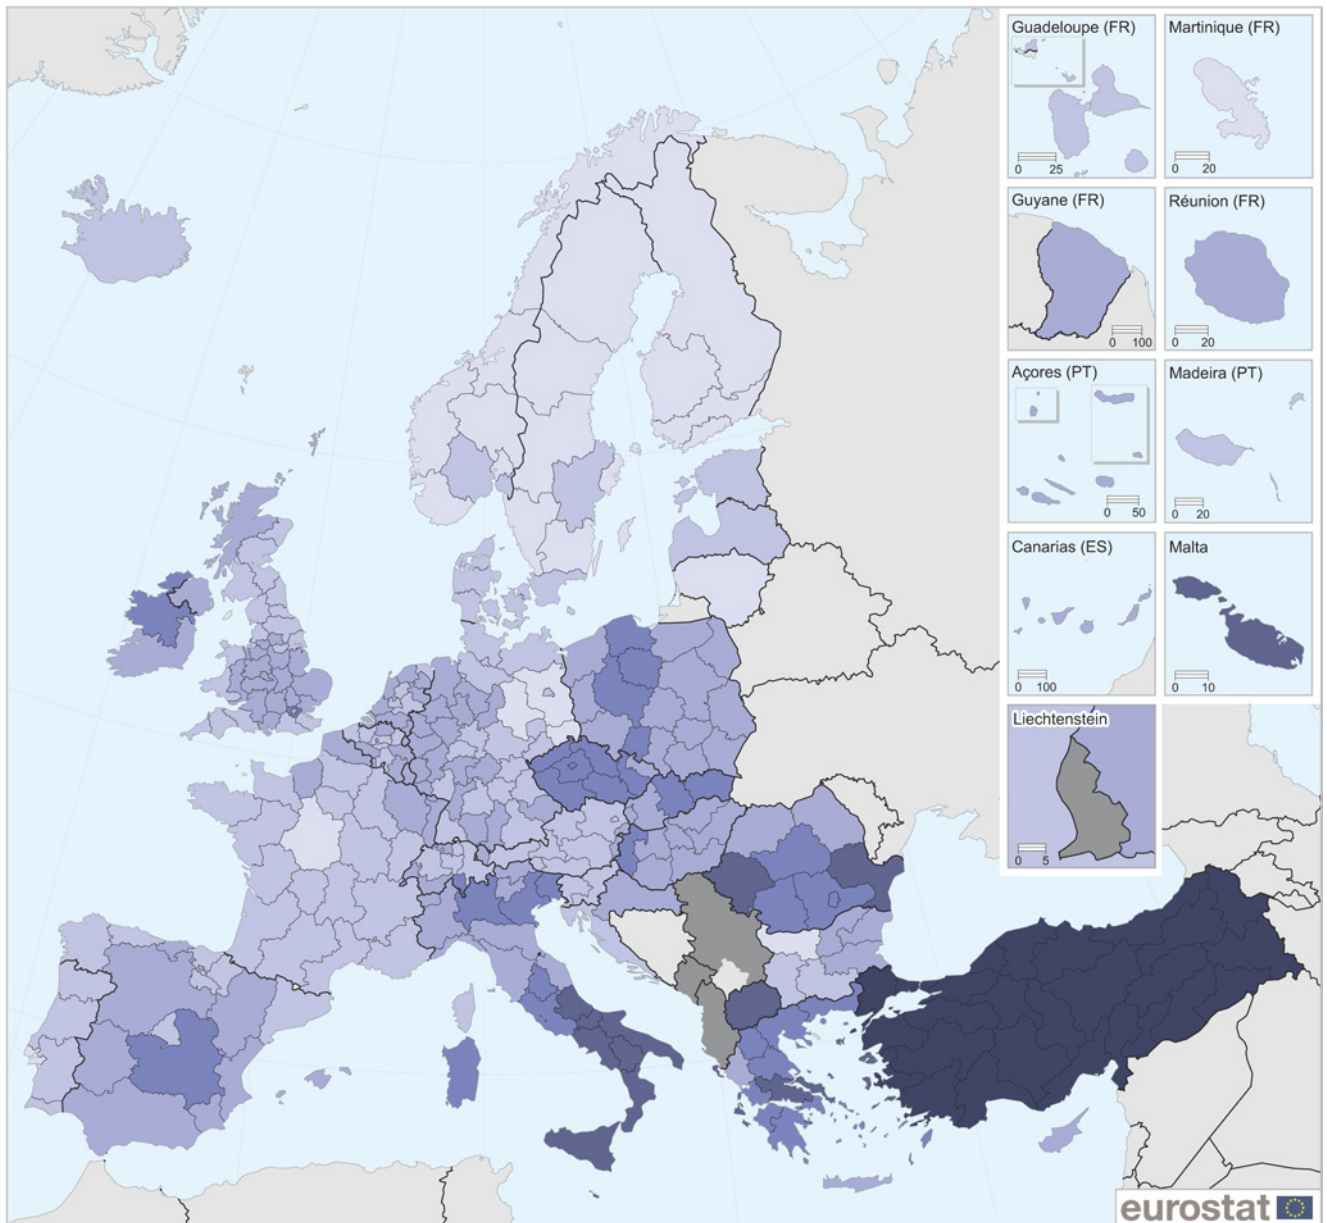 Guadeloupe (FR)
0 25
Martinique (FR)
0 20
Guyane (FR)
0 100
Réunion (FR)
0 20
Açores (PT)
0 50
Madeira (PT)
0 20
Canarias (ES)
0 100
Malta
0 10
Liechtenstein
0 5
eurostat